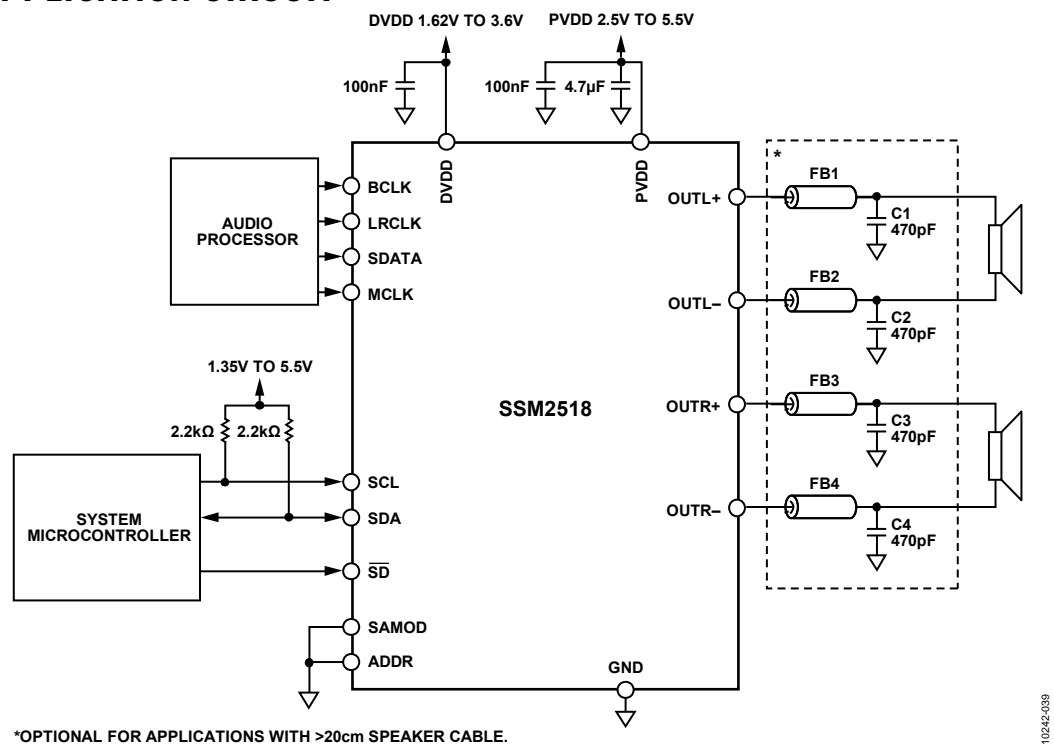 DVDD 1.62V TO 3.6V
PVDD 2.5V TO 5.5V
100nF
100nF
4.7µF
DVDD
PVDD
*
AUDIO
PROCESSOR
BCLK
LRCLK
SDATA
MCLK
OUTL+
FB1
C1
470pF
OUTL–
FB2
C2
470pF
1.35V TO 5.5V
2.2kΩ
2.2kΩ
SSM2518
OUTR+
FB3
C3
470pF
SYSTEM
MICROCONTROLLER
SCL
SDA
SD
OUTR–
FB4
C4
470pF
SAMOD
ADDR
GND
*OPTIONAL FOR APPLICATIONS WITH >20cm SPEAKER CABLE.
10242-039